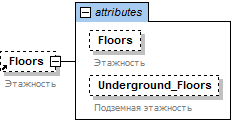 attributes
Floors
Этажность
Floors
Этажность
Underground_Floors
Подземная этажность